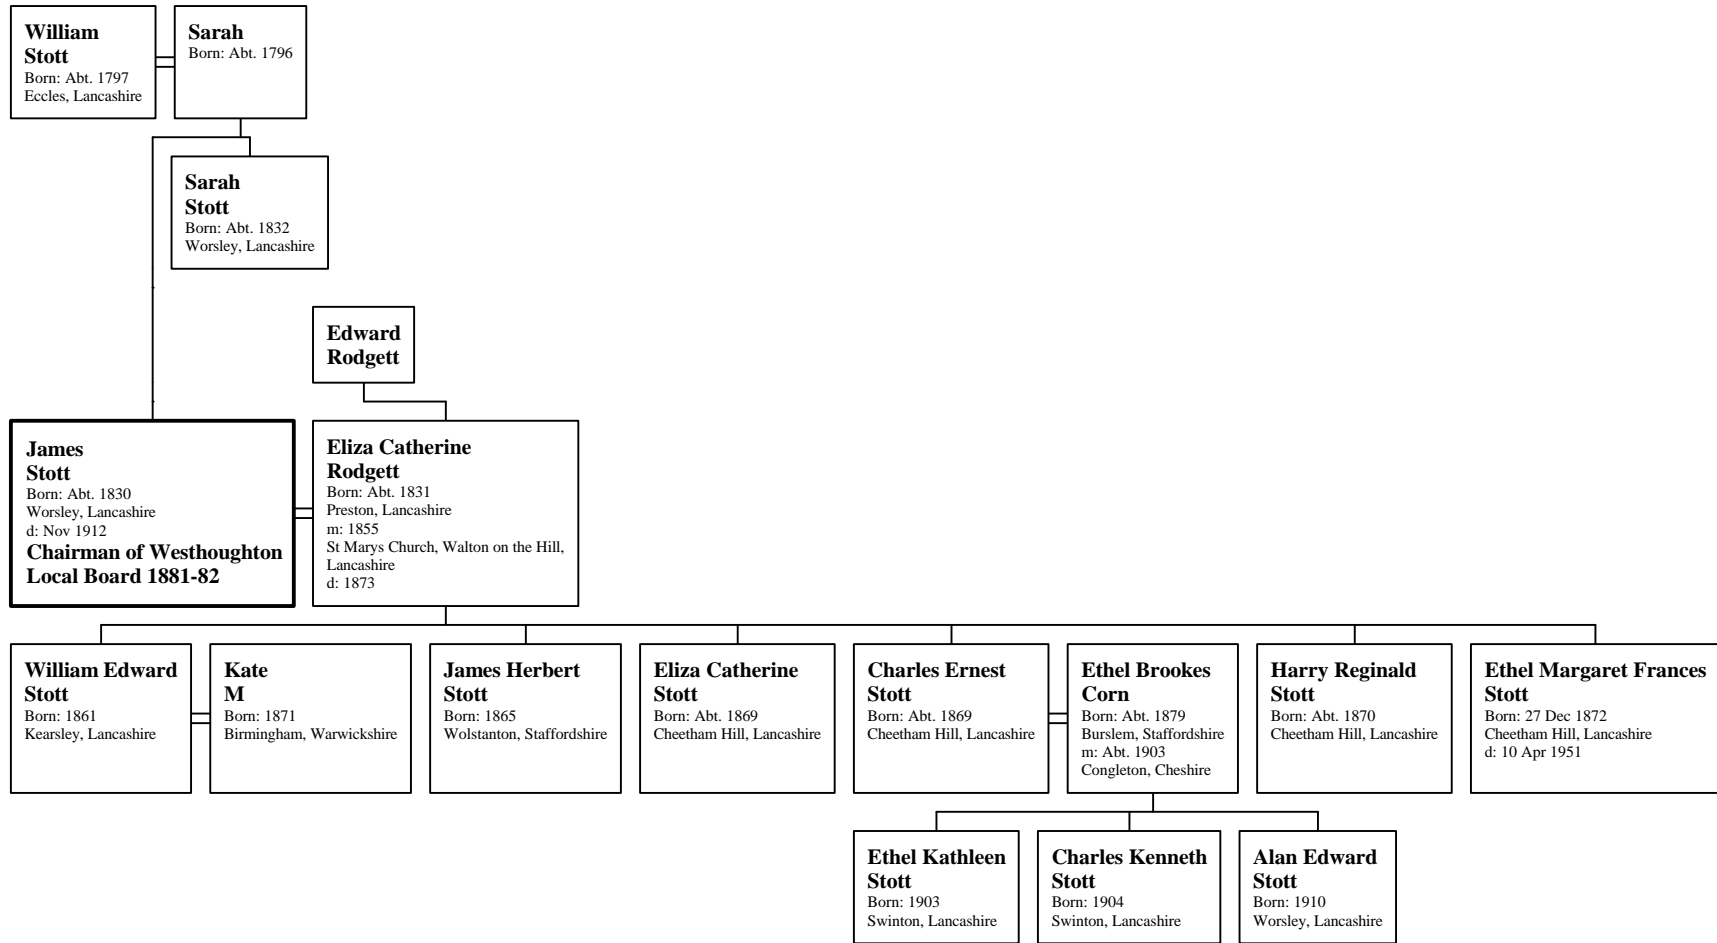 William
Stott
Born: Abt. 1797
Eccles, Lancashire
Sarah
Born: Abt. 1796
Sarah
Stott
Born: Abt. 1832
Worsley, Lancashire
Edward
Rodgett
James
Stott
Born: Abt. 1830
Worsley, Lancashire
d: Nov 1912
Chairman of Westhoughton
Local Board 1881-82
Eliza Catherine
Rodgett
Born: Abt. 1831
Preston, Lancashire
m: 1855
St Marys Church, Walton on the Hill,
Lancashire
d: 1873
William Edward
Stott
Born: 1861
Kearsley, Lancashire
Kate
M
Born: 1871
Birmingham, Warwickshire
James Herbert
Stott
Born: 1865
Wolstanton, Staffordshire
Eliza Catherine
Stott
Born: Abt. 1869
Cheetham Hill, Lancashire
Charles Ernest
Stott
Born: Abt. 1869
Cheetham Hill, Lancashire
Ethel Brookes
Corn
Born: Abt. 1879
Burslem, Staffordshire
m: Abt. 1903
Congleton, Cheshire
Harry Reginald
Stott
Born: Abt. 1870
Cheetham Hill, Lancashire
Ethel Margaret Frances
Stott
Born: 27 Dec 1872
Cheetham Hill, Lancashire
d: 10 Apr 1951
Ethel Kathleen
Stott
Born: 1903
Swinton, Lancashire
Charles Kenneth
Stott
Born: 1904
Swinton, Lancashire
Alan Edward
Stott
Born: 1910
Worsley, Lancashire